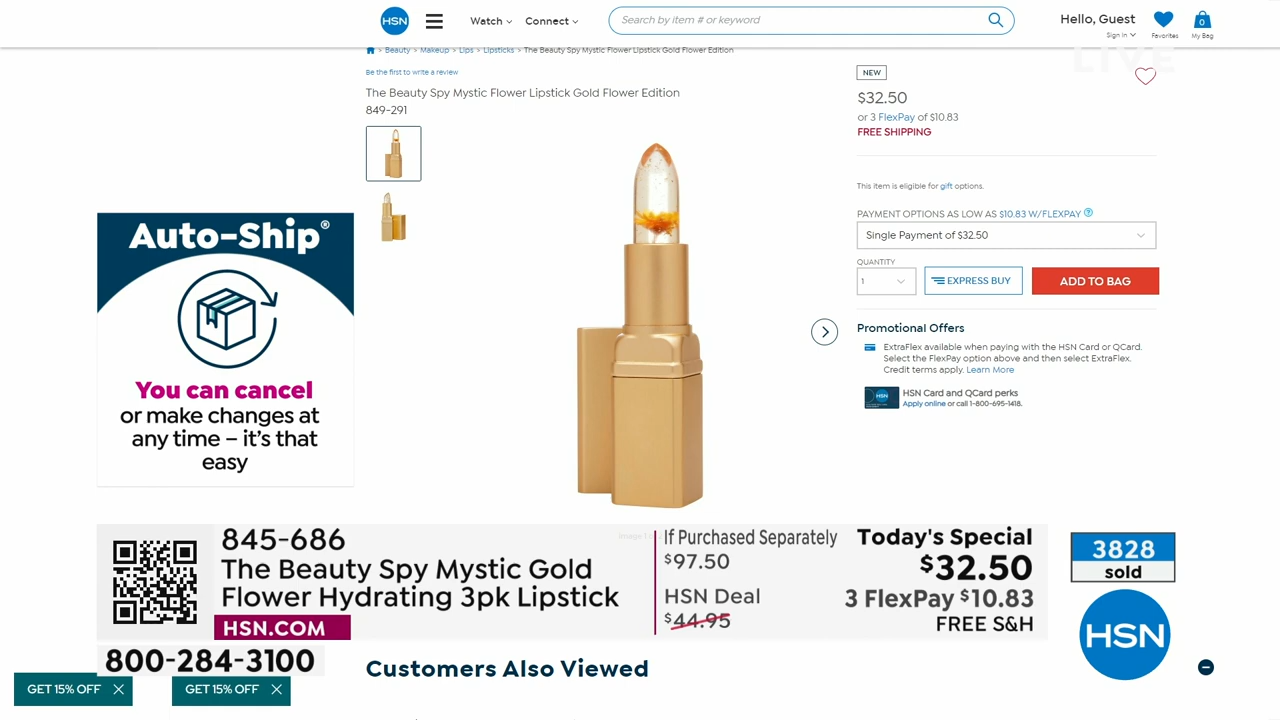 HSN
Watch
Connect
Search by item # or keyword
Hello, Guest
Sign In
Favorites
0
My Bag
LIVE
> Beauty > Makeup > Lips > Lipsticks > The Beauty Spy Mystic Flower Lipstick Gold Flower Edition
Be the first to write a review
The Beauty Spy Mystic Flower Lipstick Gold Flower Edition
849-291
NEW
$32.50
or 3 FlexPay of $10.83
FREE SHIPPING
This item is eligible for gift options.
PAYMENT OPTIONS AS LOW AS $10.83 W/FLEXPAY ?
Single Payment of $32.50
QUANTITY
1
EXPRESS BUY
ADD TO BAG
Promotional Offers
ExtraFlex available when paying with the HSN Card or QCard.
Select the FlexPay option above and then select ExtraFlex.
Credit terms apply. Learn More
HSN
HSN Card and QCard perks
Apply online or call 1-800-695-1418.
Auto-Ship®
You can cancel
or make changes at
any time – it's that
easy
845-686
The Beauty Spy Mystic Gold
Flower Hydrating 3pk Lipstick
HSN.COM
If Purchased Separately
$97.50
HSN Deal
$44.95
Today's Special
$32.50
3 FlexPay $10.83
FREE S&H
3828
sold
HSN
800-284-3100
Customers Also Viewed
GET 15% OFF
GET 15% OFF